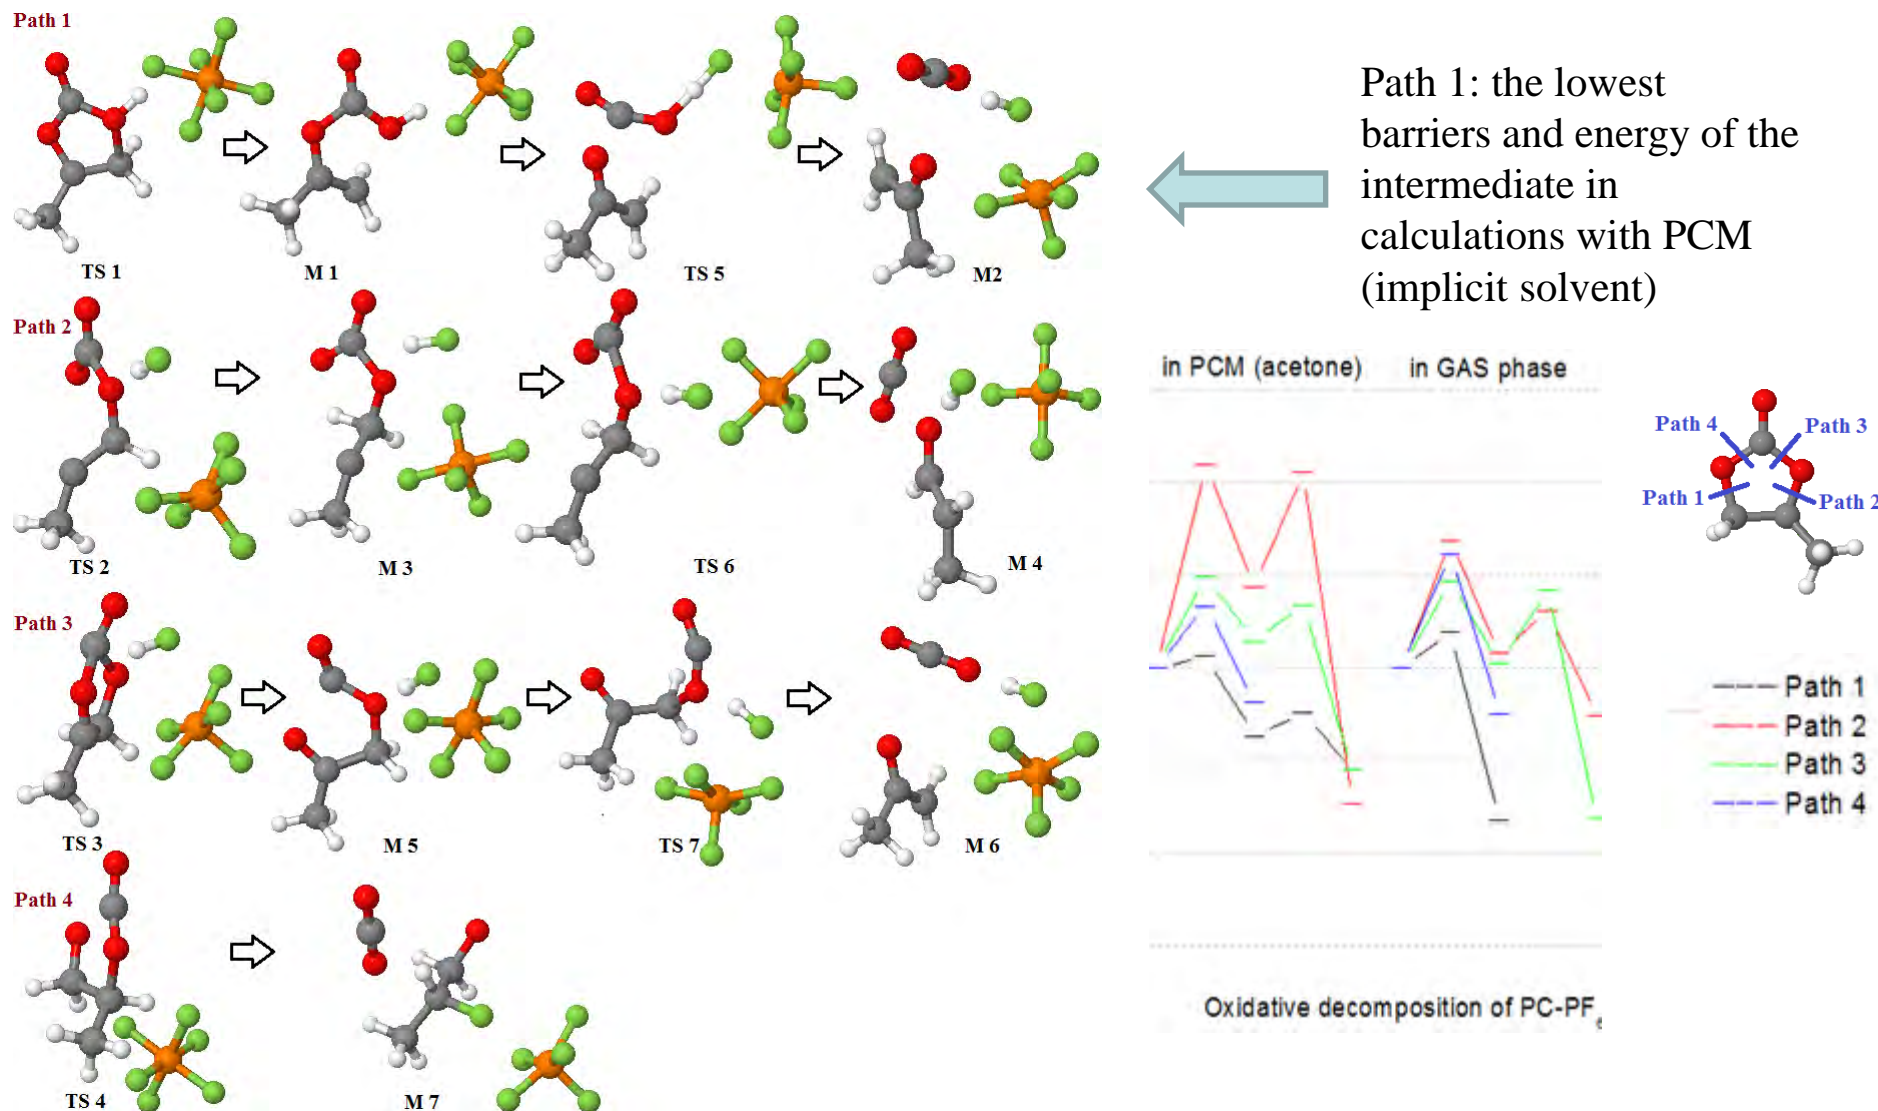 Path 1
TS 1
M 1
TS 5
M2
Path 1: the lowest
barriers and energy of the
intermediate in
calculations with PCM
(implicit solvent)
Path 2
TS 2
M 3
TS 6
M 4
in PCM (acetone)
in GAS phase
Path 4
Path 3
Path 1
Path 2
Path 3
TS 3
M 5
TS 7
M 6
Path 1
Path 2
Path 3
Path 4
Path 4
TS 4
M 7
Oxidative decomposition of PC-PF₆